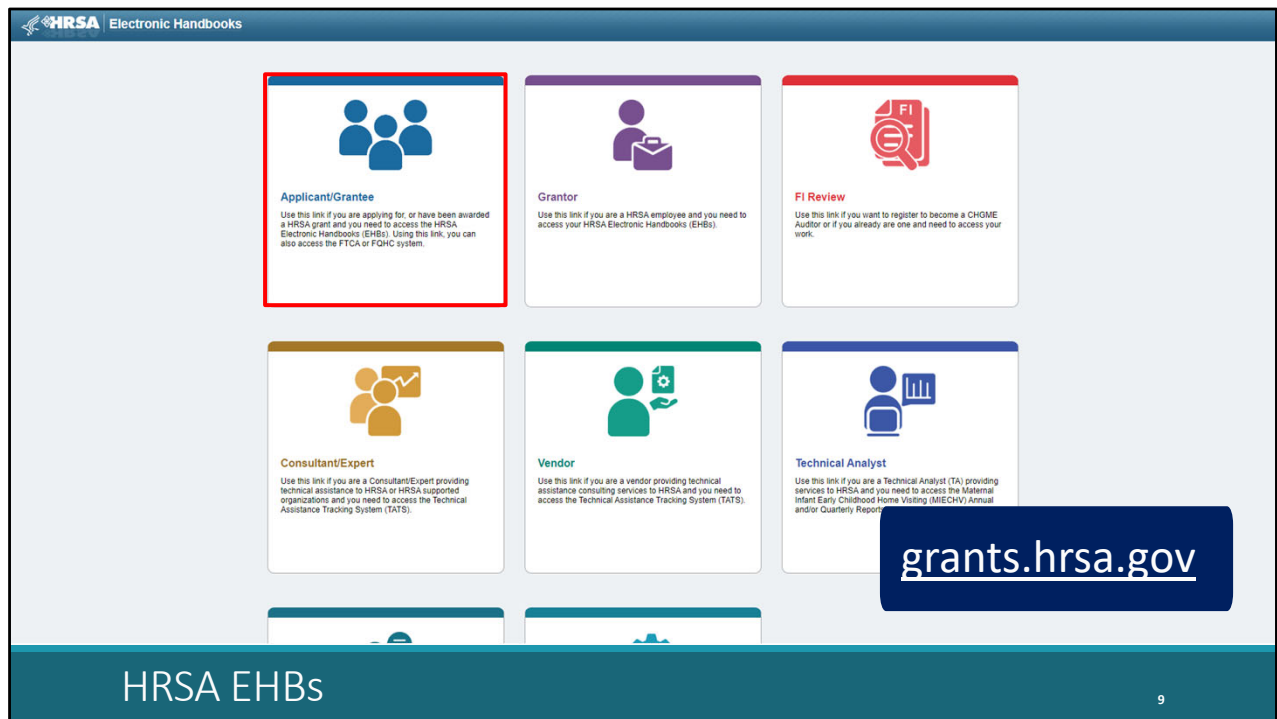 HRSA Electronic Handbooks
Applicant/Grantee
Use this link if you are applying for, or have been awarded
a HRSA grant and you need to access the HRSA
Electronic Handbooks (EHBs). Using this link, you can
also access the FTCA or FQHC system.
Grantor
Use this link if you are a HRSA employee and you need to
access your HRSA Electronic Handbooks (EHBs).
FI
FI Review
Use this link if you want to register to become a CHGME
Auditor or if you already are one and need to access your
work.
Consultant/Expert
Use this link if you are a Consultant/Expert providing
technical assistance to HRSA or HRSA supported
organizations and you need to access the Technical
Assistance Tracking System (TATS).
Vendor
Use this link if you are a vendor providing technical
assistance consulting services to HRSA and you need to
access the Technical Assistance Tracking System (TATS).
Technical Analyst
Use this link if you are a Technical Analyst (TA) providing
services to HRSA and you need to access the Maternal
Infant Early Childhood Home Visiting (MIECHV) Annual
and/or Quarterly
grants.hrsa.gov
HRSA EHBs
9